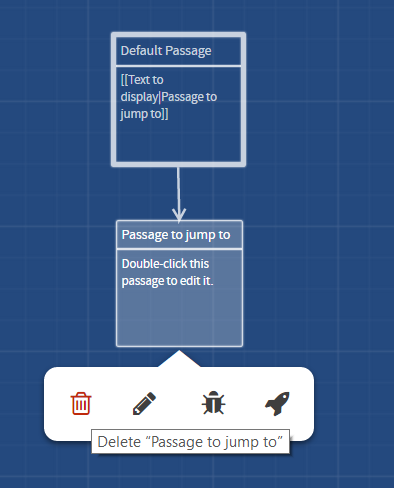 Default Passage
[[Text to
display|Passage to
jump to]]
Passage to jump to
Double-click this
passage to edit it.
Delete “Passage to jump to”